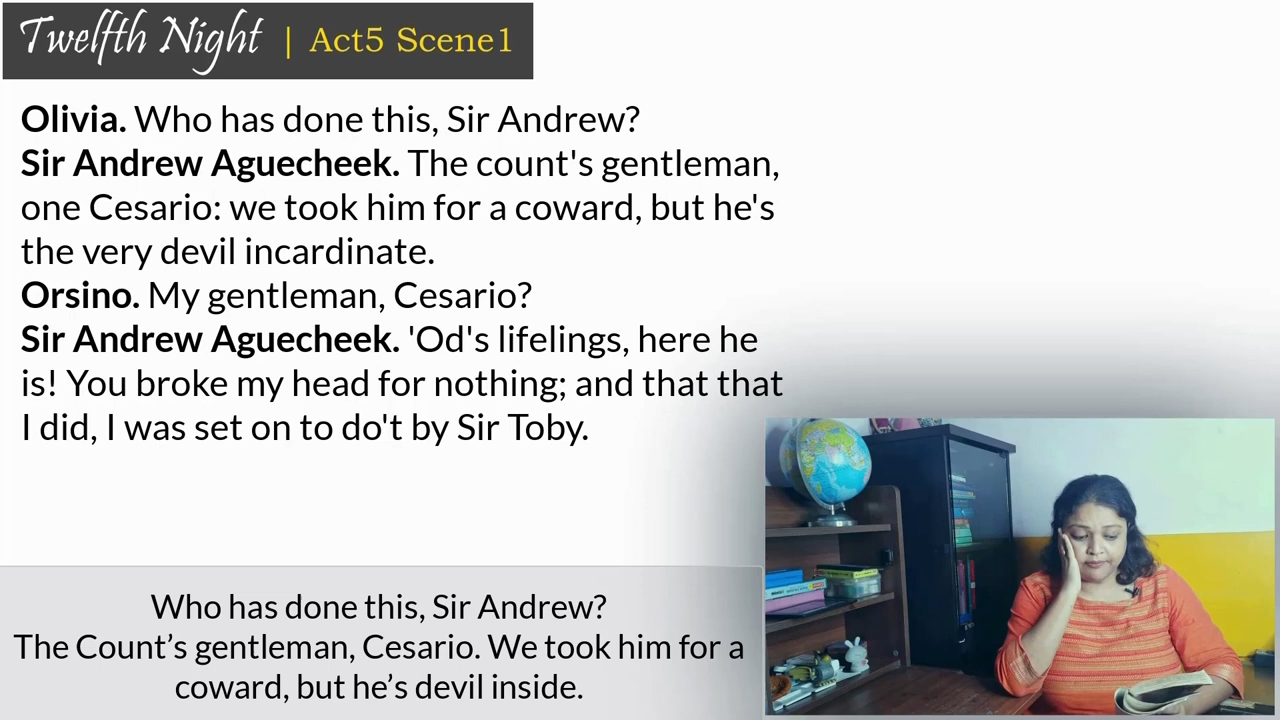 Twelfth Night | Act5 Scene1
Olivia. Who has done this, Sir Andrew?
Sir Andrew Aguecheek. The count's gentleman,
one Cesario: we took him for a coward, but he's
the very devil incardinate.
Orsino. My gentleman, Cesario?
Sir Andrew Aguecheek. 'Od's lifelings, here he
is! You broke my head for nothing; and that that
I did, I was set on to do't by Sir Toby.
Who has done this, Sir Andrew?
The Count’s gentleman, Cesario. We took him for a
coward, but he’s devil inside.